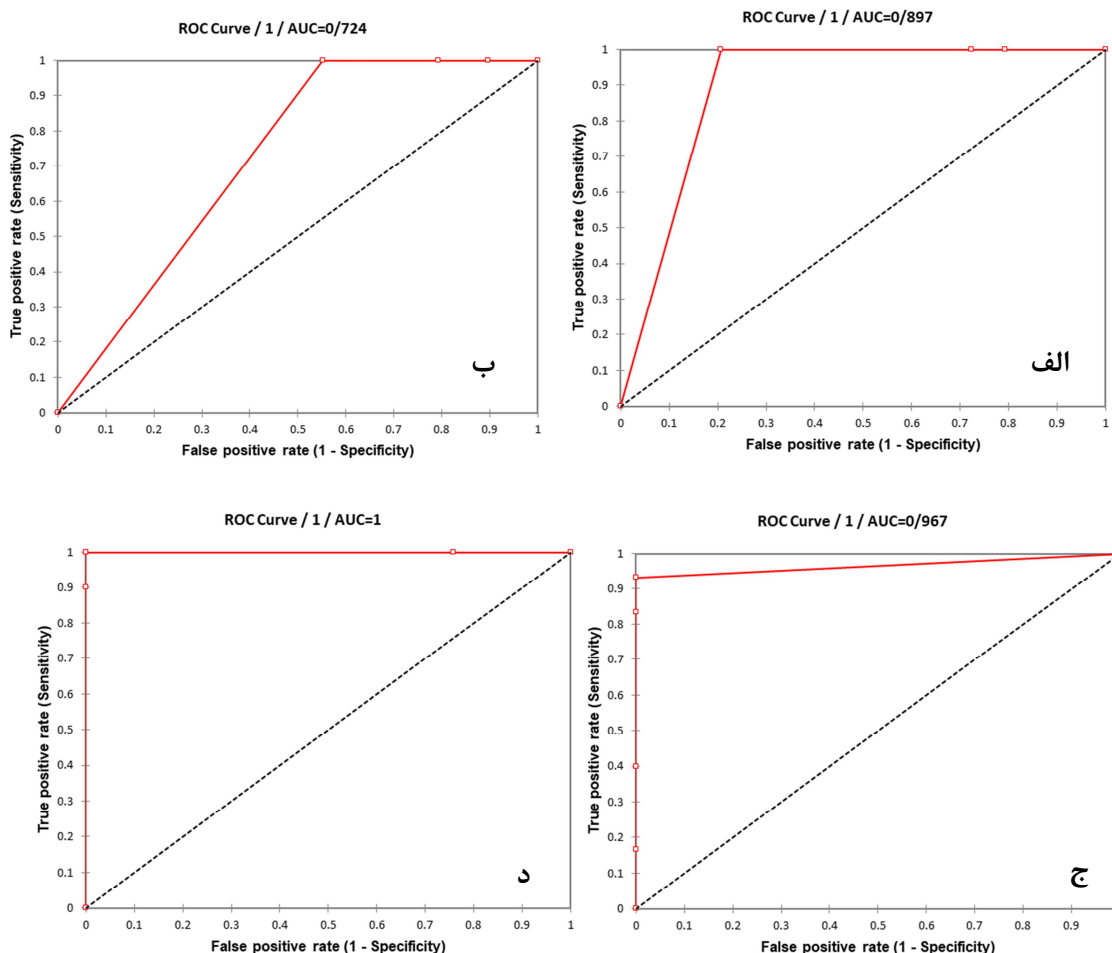 ROC Curve / 1 / AUC=0/724
True positive rate (Sensitivity)
1
0.9
0.8
0.7
0.6
0.5
0.4
0.3
0.2
0.1
0
0 0.1 0.2 0.3 0.4 0.5 0.6 0.7 0.8 0.9 1
False positive rate (1 - Specificity)
ب
ROC Curve / 1 / AUC=0/897
True positive rate (Sensitivity)
1
0.9
0.8
0.7
0.6
0.5
0.4
0.3
0.2
0.1
0
0 0.1 0.2 0.3 0.4 0.5 0.6 0.7 0.8 0.9 1
False positive rate (1 - Specificity)
الف
ROC Curve / 1 / AUC=1
True positive rate (Sensitivity)
1
0.9
0.8
0.7
0.6
0.5
0.4
0.3
0.2
0.1
0
0 0.1 0.2 0.3 0.4 0.5 0.6 0.7 0.8 0.9 1
False positive rate (1 - Specificity)
د
ROC Curve / 1 / AUC=0/967
True positive rate (Sensitivity)
1
0.9
0.8
0.7
0.6
0.5
0.4
0.3
0.2
0.1
0
0 0.1 0.2 0.3 0.4 0.5 0.6 0.7 0.8 0.9
False positive rate (1 - Specificity)
ج